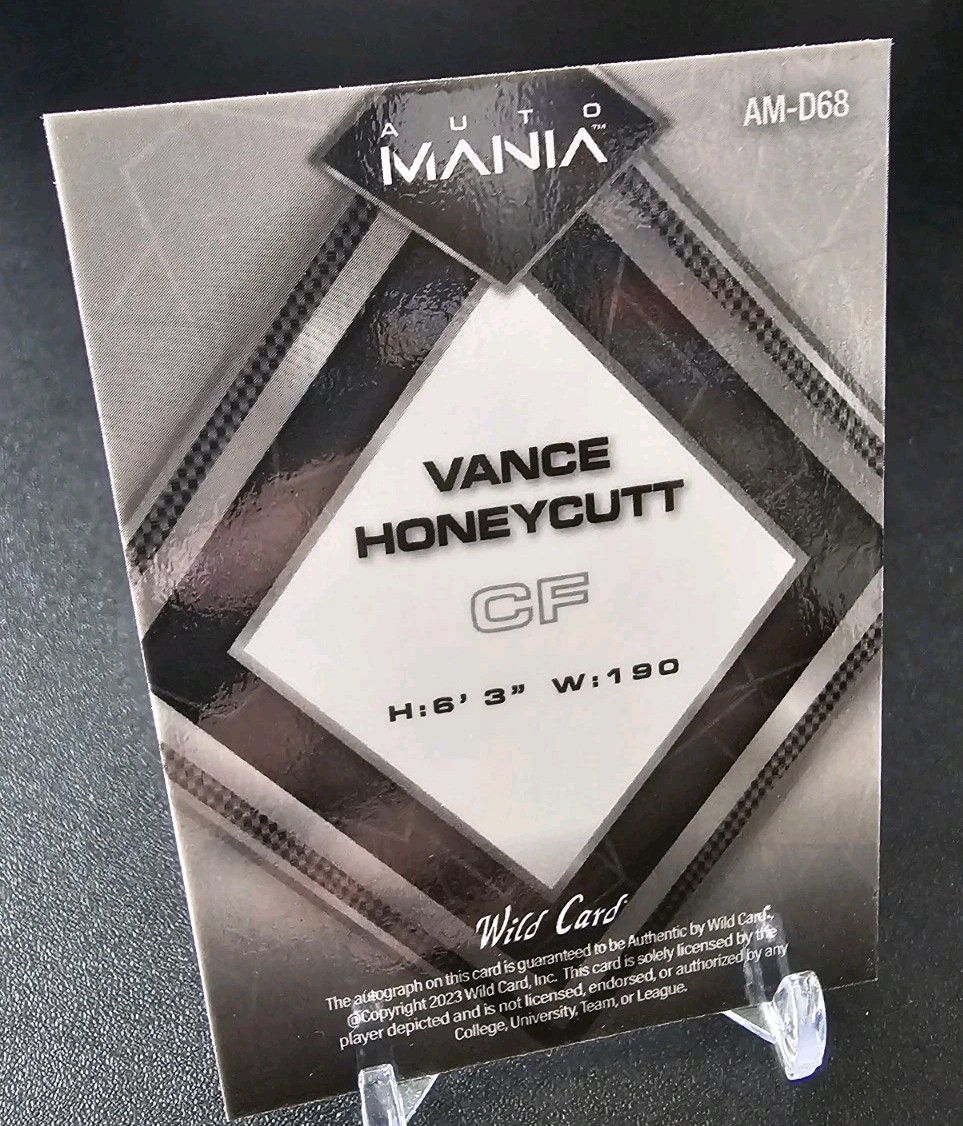 AUTO
MANIA™
AM-D68
VANCE
HONEYCUTT
CF
H:6' 3" W:190
Wild Card
The autograph on this card is guaranteed to be Authentic by Wild Card.
©Copyright 2023 Wild Card, Inc. This card is solely licensed by the
player depicted and is not licensed, endorsed, or authorized by any
College, University, Team, or League.